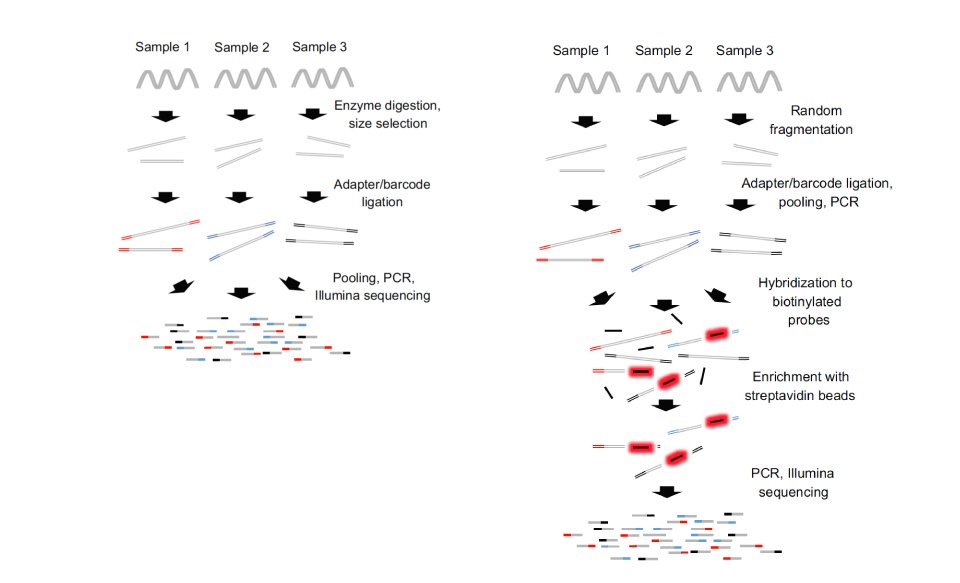 Sample 1
Sample 2
Sample 3
Enzyme digestion,
size selection
Adapter/barcode
ligation
Pooling, PCR,
Illumina sequencing
Sample 1
Sample 2
Sample 3
Random
fragmentation
Adapter/barcode ligation,
pooling, PCR
Hybridization to
biotinylated
probes
Enrichment with
streptavidin beads
PCR, Illumina
sequencing